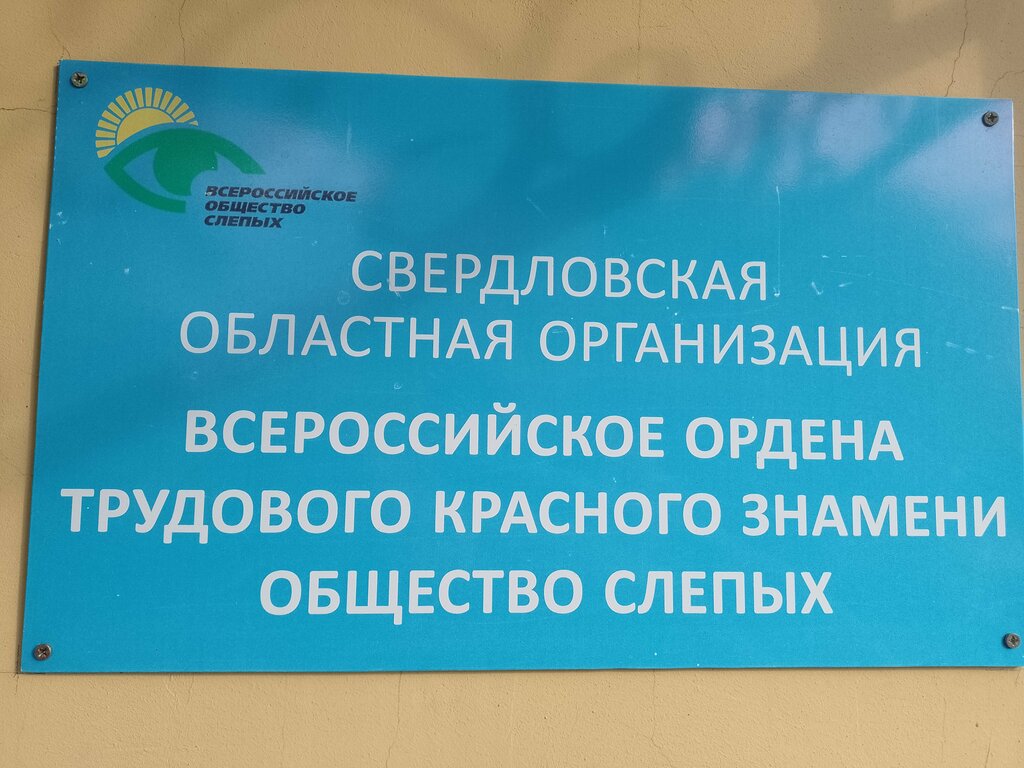 ВСЕРОССИЙСКОЕ
ОБЩЕСТВО
СЛЕПЫХ
СВЕРДЛОВСКАЯ
ОБЛАСТНАЯ ОРГАНИЗАЦИЯ
ВСЕРОССИЙСКОЕ ОРДЕНА
ТРУДОВОГО КРАСНОГО ЗНАМЕНИ
ОБЩЕСТВО СЛЕПЫХ